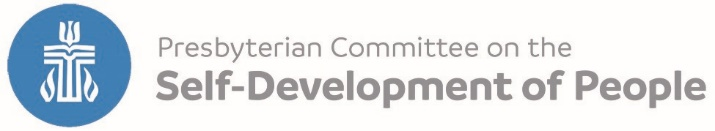 Presbyterian Committee on the
Self-Development of People